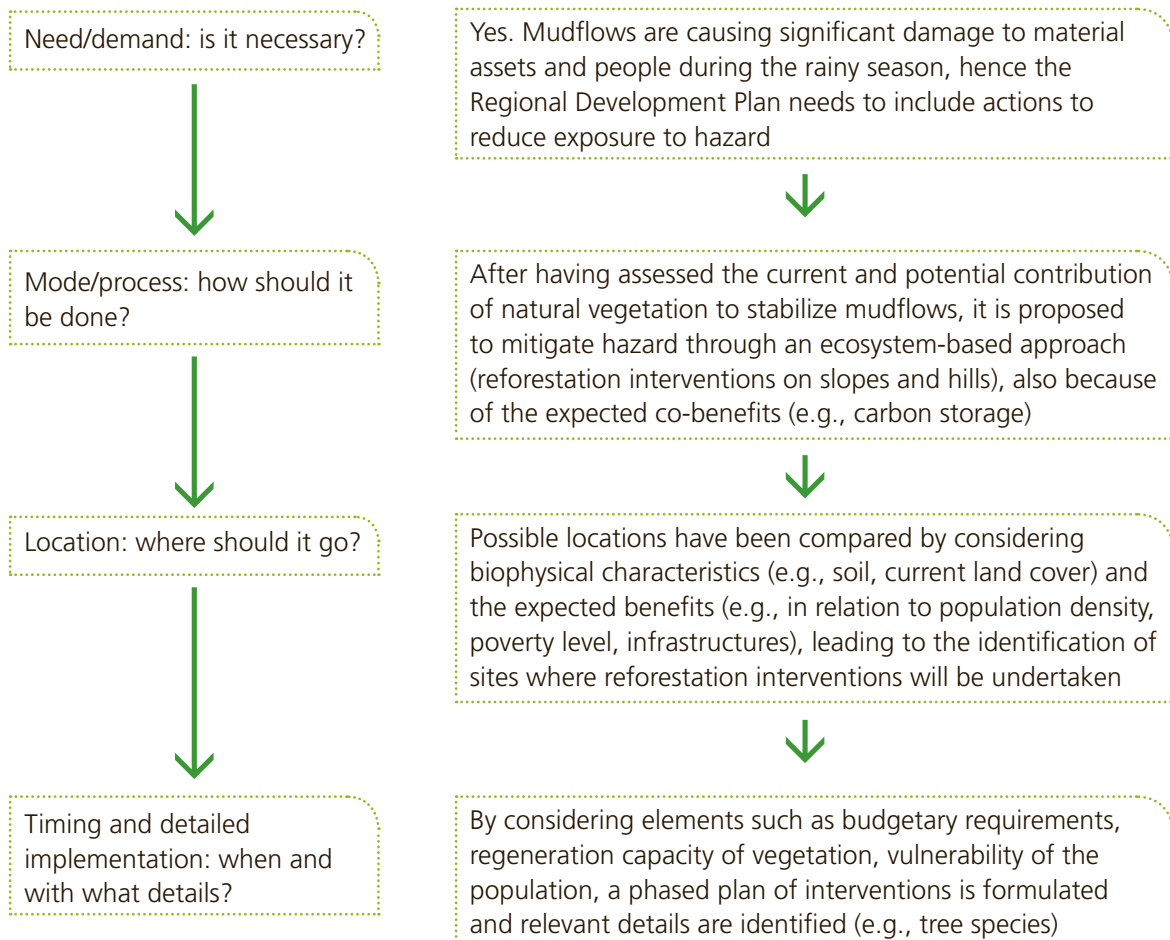 Need/demand: is it necessary?
Yes. Mudflows are causing significant damage to material
assets and people during the rainy season, hence the
Regional Development Plan needs to include actions to
reduce exposure to hazard
Mode/process: how should it
be done?
After having assessed the current and potential contribution
of natural vegetation to stabilize mudflows, it is proposed
to mitigate hazard through an ecosystem-based approach
(reforestation interventions on slopes and hills), also because
of the expected co-benefits (e.g., carbon storage)
Location: where should it go?
Possible locations have been compared by considering
biophysical characteristics (e.g., soil, current land cover) and
the expected benefits (e.g., in relation to population density,
poverty level, infrastructures), leading to the identification of
sites where reforestation interventions will be undertaken
Timing and detailed
implementation: when and
with what details?
By considering elements such as budgetary requirements,
regeneration capacity of vegetation, vulnerability of the
population, a phased plan of interventions is formulated
and relevant details are identified (e.g., tree species)